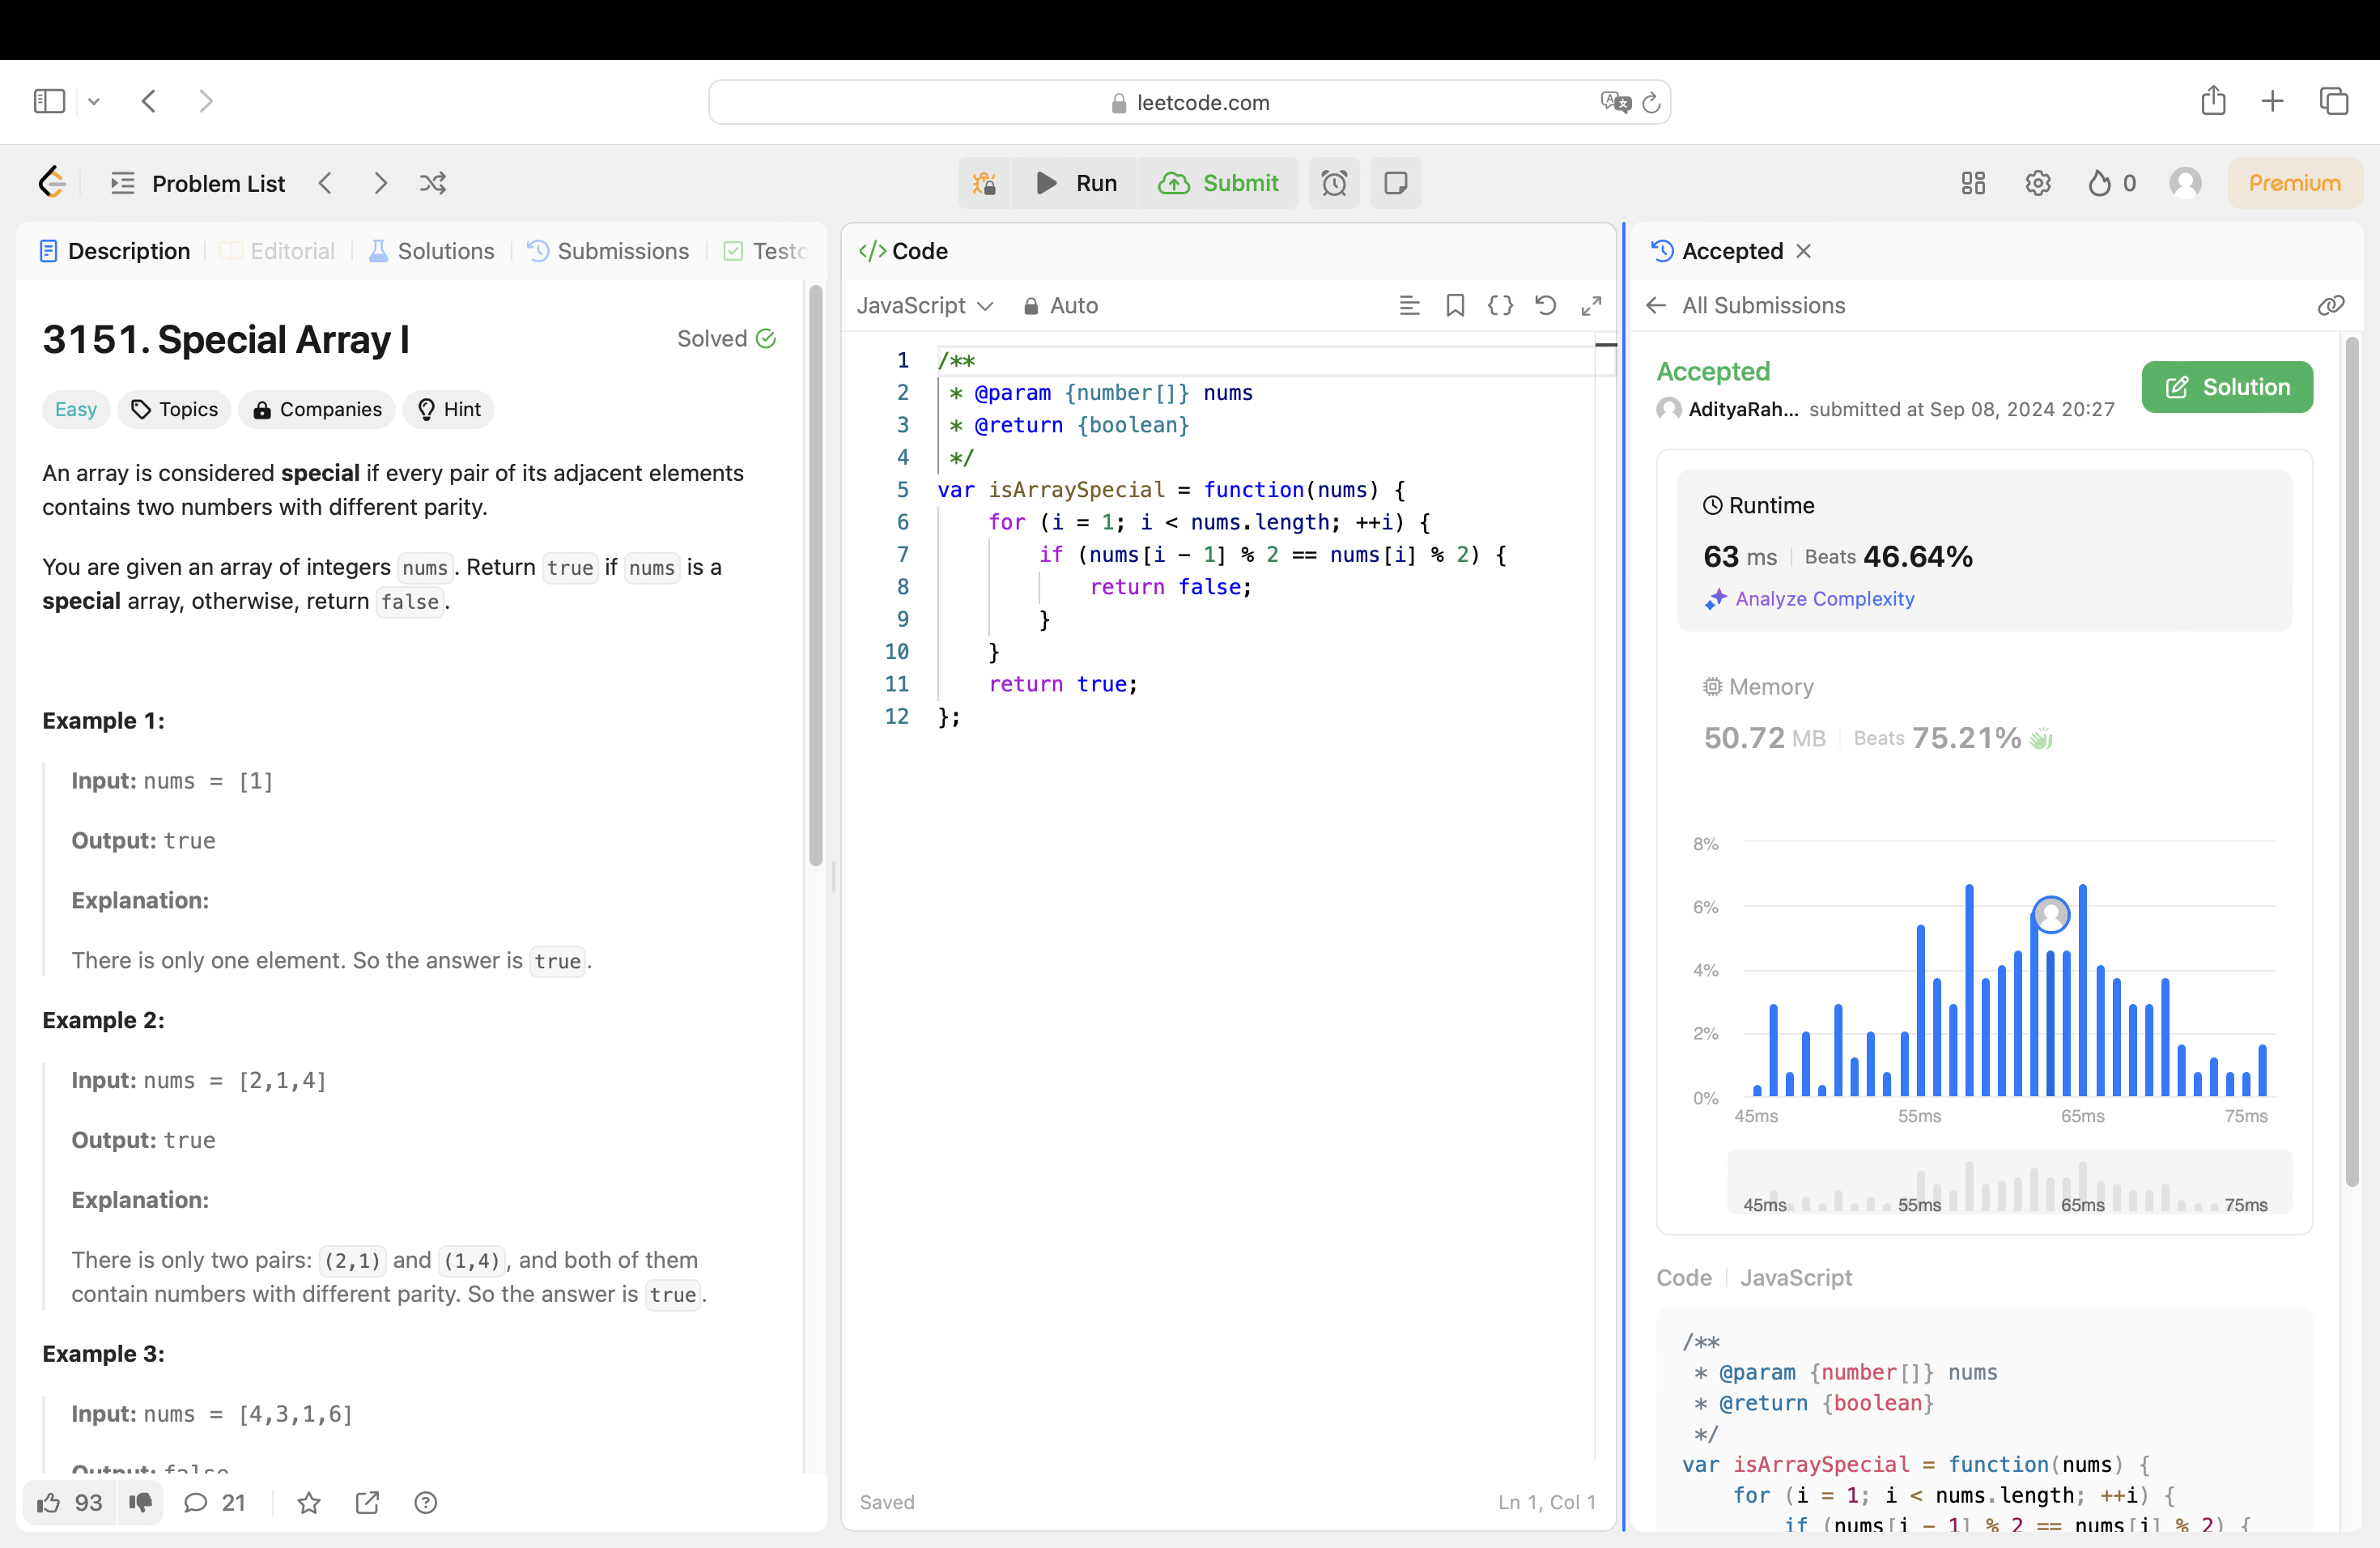 leetcode.com
Problem List
Run
Submit
0
Premium
Description
Editorial
Solutions
Submissions
Testc
3151. Special Array I
Solved
Easy
Topics
Companies
Hint
An array is considered special if every pair of its adjacent elements
contains two numbers with different parity.
You are given an array of integers nums. Return true if nums is a
special array, otherwise, return false.
Example 1:
Input: nums = [1]
Output: true
Explanation:
There is only one element. So the answer is true.
Example 2:
Input: nums = [2,1,4]
Output: true
Explanation:
There is only two pairs: (2,1) and (1,4), and both of them
contain numbers with different parity. So the answer is true.
Example 3:
Input: nums = [4,3,1,6]
Output: false
93
21
</> Code
JavaScript
Auto
1 /**
2 * @param {number[]} nums
3 * @return {boolean}
4 */
5 var isArraySpecial = function(nums) {
6 for (i = 1; i < nums.length; ++i) {
7 if (nums[i - 1] % 2 == nums[i] % 2) {
8 return false;
9 }
10 }
11 return true;
12 };
Saved
Ln 1, Col 1
Accepted
All Submissions
Accepted
AdityaRah... submitted at Sep 08, 2024 20:27
Solution
Runtime
63 ms Beats 46.64%
Analyze Complexity
Memory
50.72 MB Beats 75.21%
8%
6%
4%
2%
0%
45ms 55ms 65ms 75ms
45ms 55ms 65ms 75ms
Code JavaScript
/**
* @param {number[]} nums
* @return {boolean}
*/
var isArraySpecial = function(nums) {
for (i = 1; i < nums.length; ++i) {
if (nums[i - 1] % 2 == nums[i] % 2) {